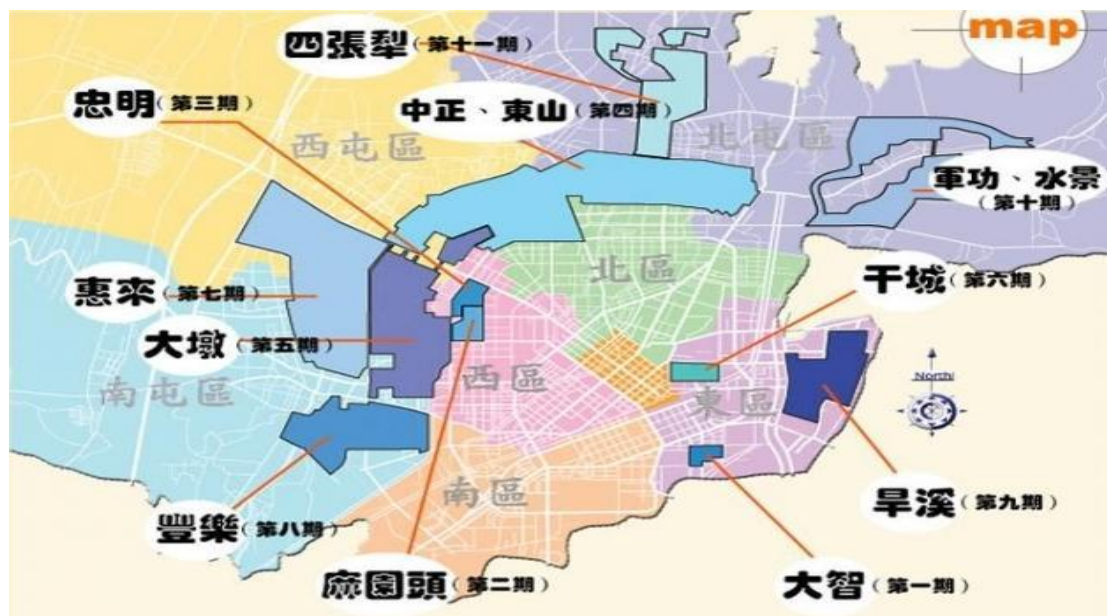 map
四張犁（第十一期）
忠明（第三期）
中正、東山（第四期）
西屯區
北屯區
軍功、水景
（第十期）
北區
干城（第六期）
惠來（第七期）
大墩（第五期）
西區
東區
南屯區
North
南區
旱溪（第九期）
豐樂（第八期）
麻園頭（第二期）
大智（第一期）